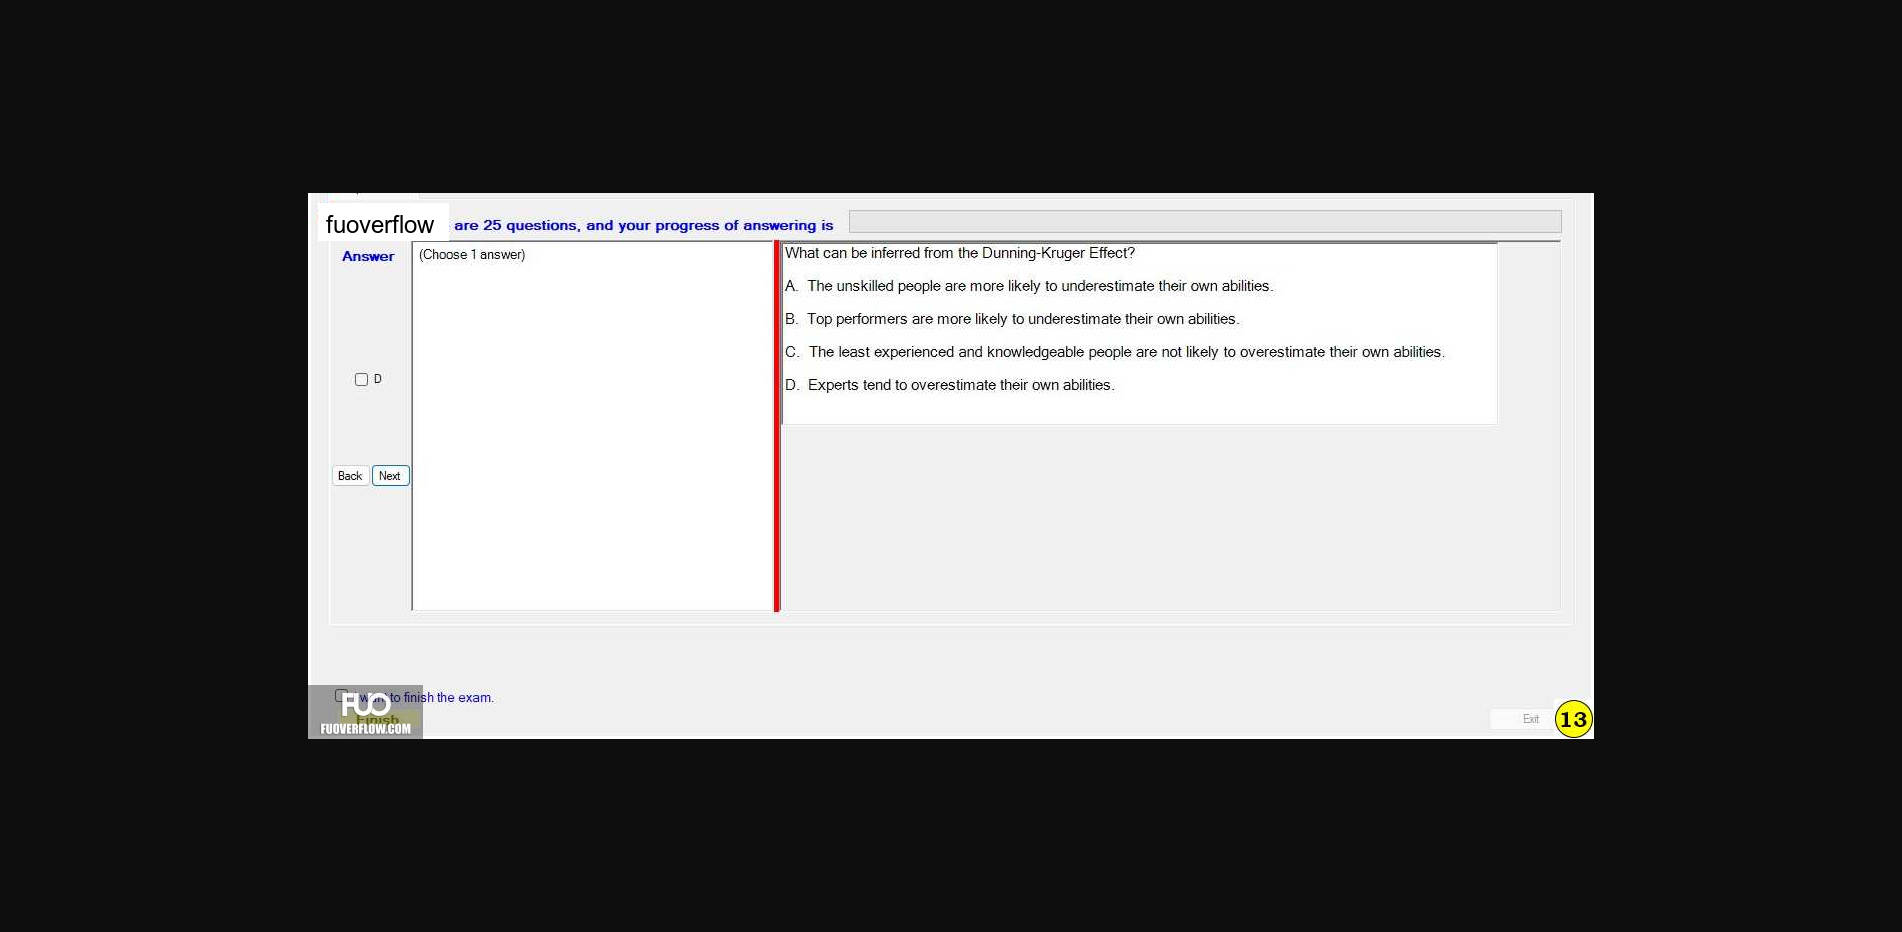 fuoverflow are 25 questions, and your progress of answering is
Answer
(Choose 1 answer)
What can be inferred from the Dunning-Kruger Effect?
A. The unskilled people are more likely to underestimate their own abilities.
B. Top performers are more likely to underestimate their own abilities.
C. The least experienced and knowledgeable people are not likely to overestimate their own abilities.
D. Experts tend to overestimate their own abilities.
D
Back Next
I want to finish the exam.
Finish
FUO
FUOVERFLOW.COM
Exit
13